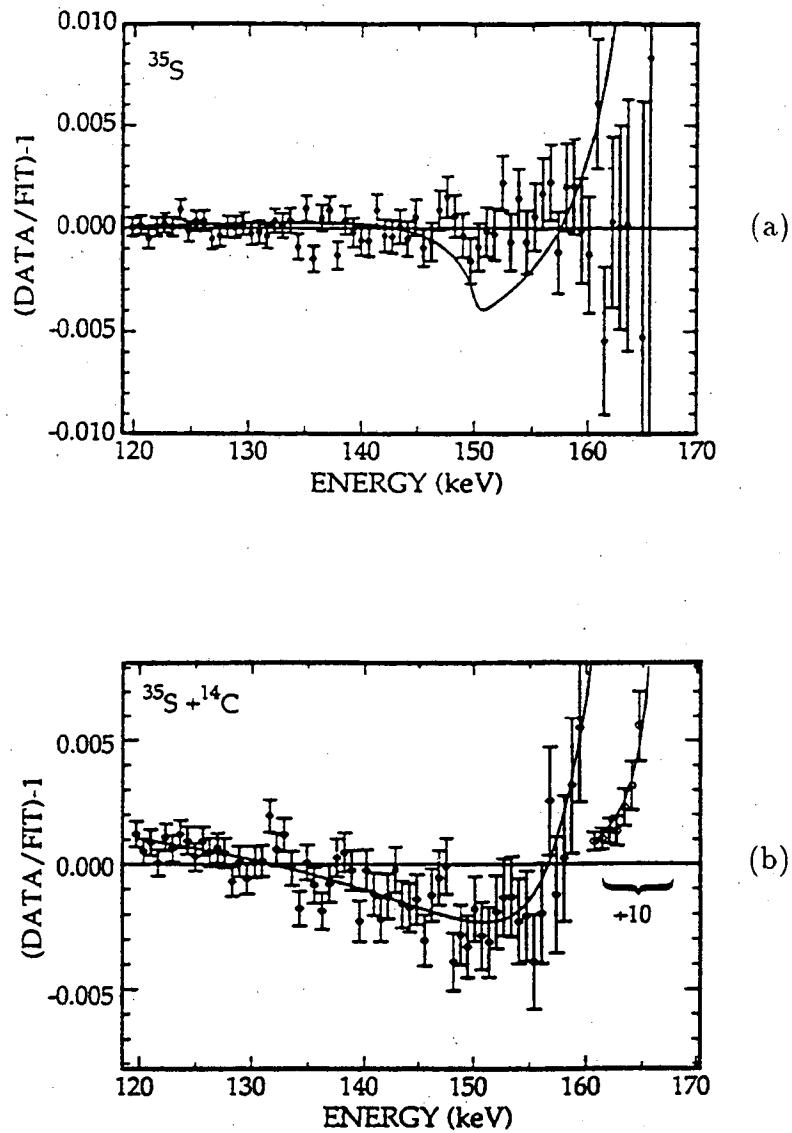 0.010
³⁵S
0.005
0.000
-0.005
-0.010
(DATA/FIT)-1
120 130 140 150 160 170
ENERGY (keV)
(a)
³⁵S +¹⁴C
0.005
0.000
-0.005
(DATA/FIT)-1
+10
120 130 140 150 160 170
ENERGY (keV)
(b)